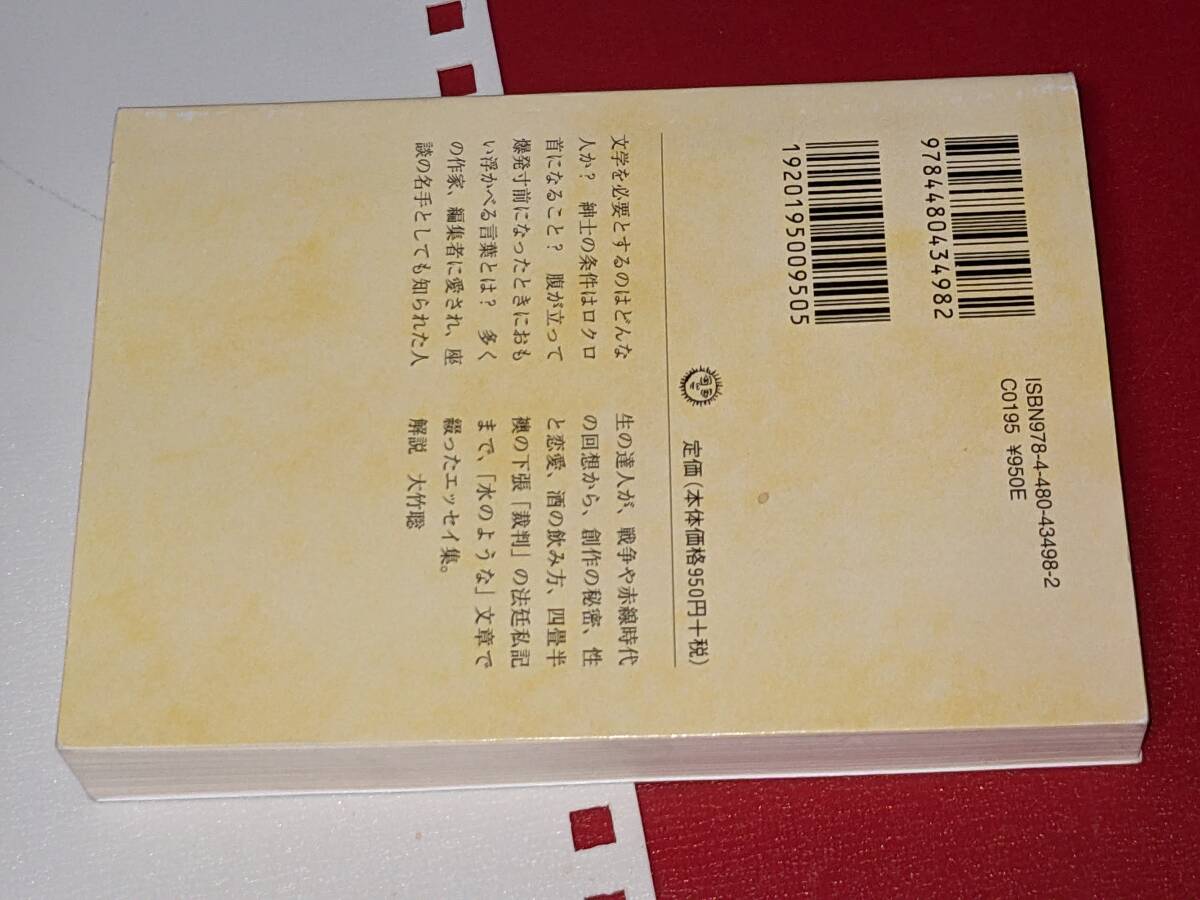 9784480434982
1920195009505
ISBN978-4-480-43498-2
C0195 ¥950E
定価(本体価格950円+税)
文学を必要とするのはどんな
人か? 紳士の条件はロクロ
首になること? 腹が立って
爆発寸前になったときにおも
い浮かべる言葉とは? 多く
の作家、編集者に愛され、座
談の名手としても知られた人
生の達人が、戦争や赤線時代
の回想から、創作の秘密、性
と恋愛、酒の飲み方、四畳半
襖の下張「裁判」の法廷私記
まで、「水のような」文章で
綴ったエッセイ集。
解説 大竹聡